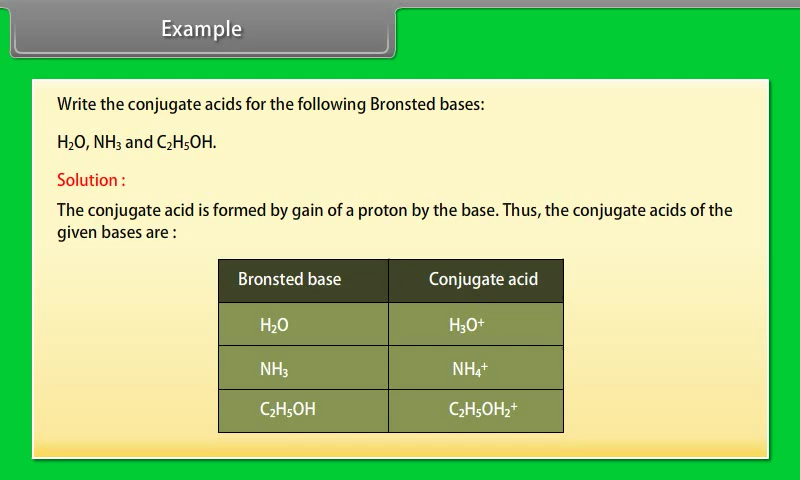 Example
Write the conjugate acids for the following Bronsted bases:
H₂O, NH₃ and C₂H₅OH.
Solution :
The conjugate acid is formed by gain of a proton by the base. Thus, the conjugate acids of the
given bases are :
Bronsted base Conjugate acid
H₂O H₃O⁺
NH₃ NH₄⁺
C₂H₅OH C₂H₅OH₂⁺